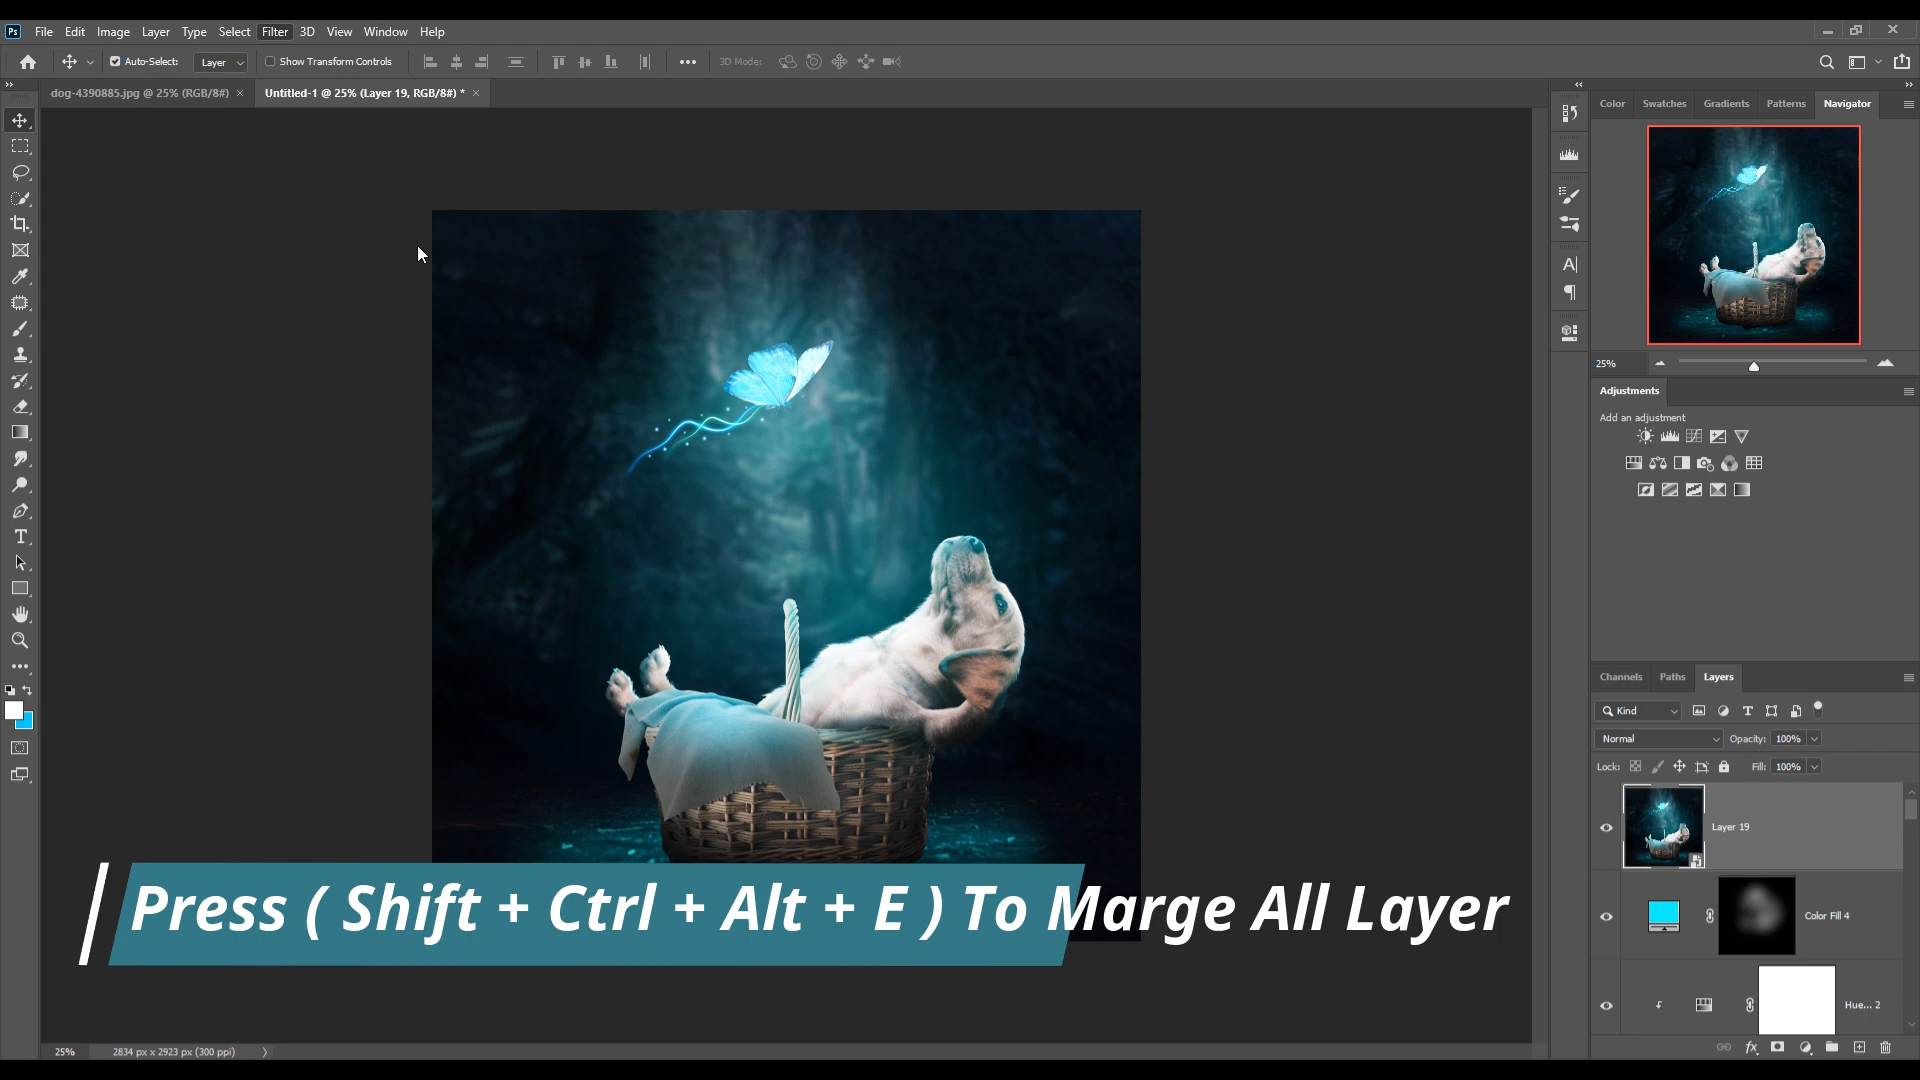 Ps File Edit Image Layer Type Select Filter 3D View Window Help
Auto-Select: Layer Show Transform Controls 3D Mode:
dog-4390885.jpg @ 25% (RGB/8#) × Untitled-1 @ 25% (Layer 19, RGB/8#) * ×
Color Swatches Gradients Patterns Navigator
25%
Adjustments
Add an adjustment
Channels Paths Layers
Kind
Normal Opacity: 100%
Lock: Fill: 100%
Layer 19
Color Fill 4
Hue... 2
Press ( Shift + Ctrl + Alt + E ) To Marge All Layer
25% 2834 px x 2923 px (300 ppi)